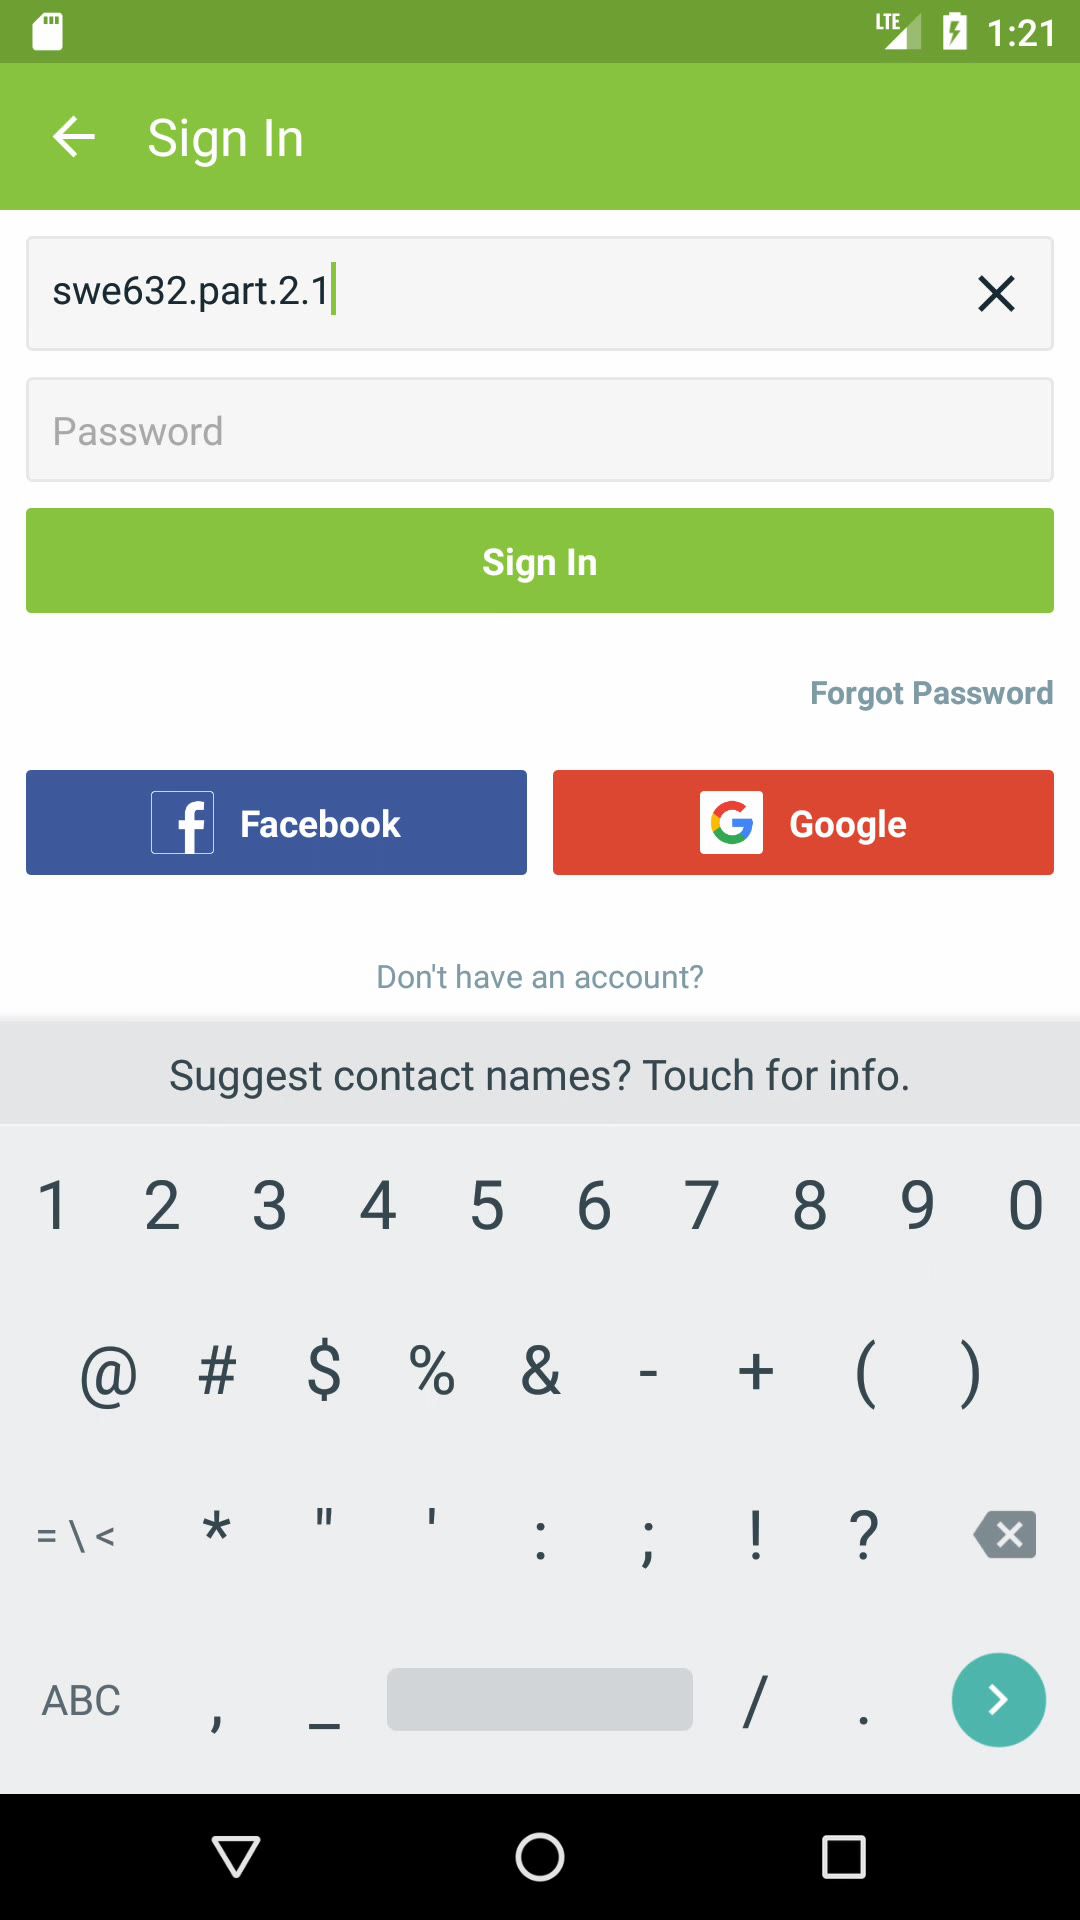 LTE 1:21
Sign In
swe632.part.2.1
Password
Sign In
Forgot Password
Facebook Google
Don't have an account?
Suggest contact names? Touch for info.
1 2 3 4 5 6 7 8 9 0
@ # $ % & - + ( )
= \ < * " ' : ; ! ?
ABC , _ / .